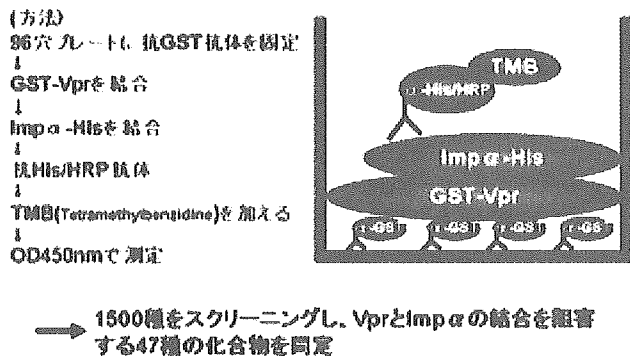 (方法)
96穴プレートに抗GST抗体を固定
↓
GST-Vprを結合
↓
Impα-Hisを結合
↓
抗His/HRP抗体
↓
TMB(Tetramethylbenzidine)を加える
↓
OD450nmで測定
TMB
α-His/HRP
Impα-His
GST-Vpr
α-GST α-GST α-GST α-GST
→ 1500種をスクリーニングし、VprとImpαの結合を阻害
する47種の化合物を同定